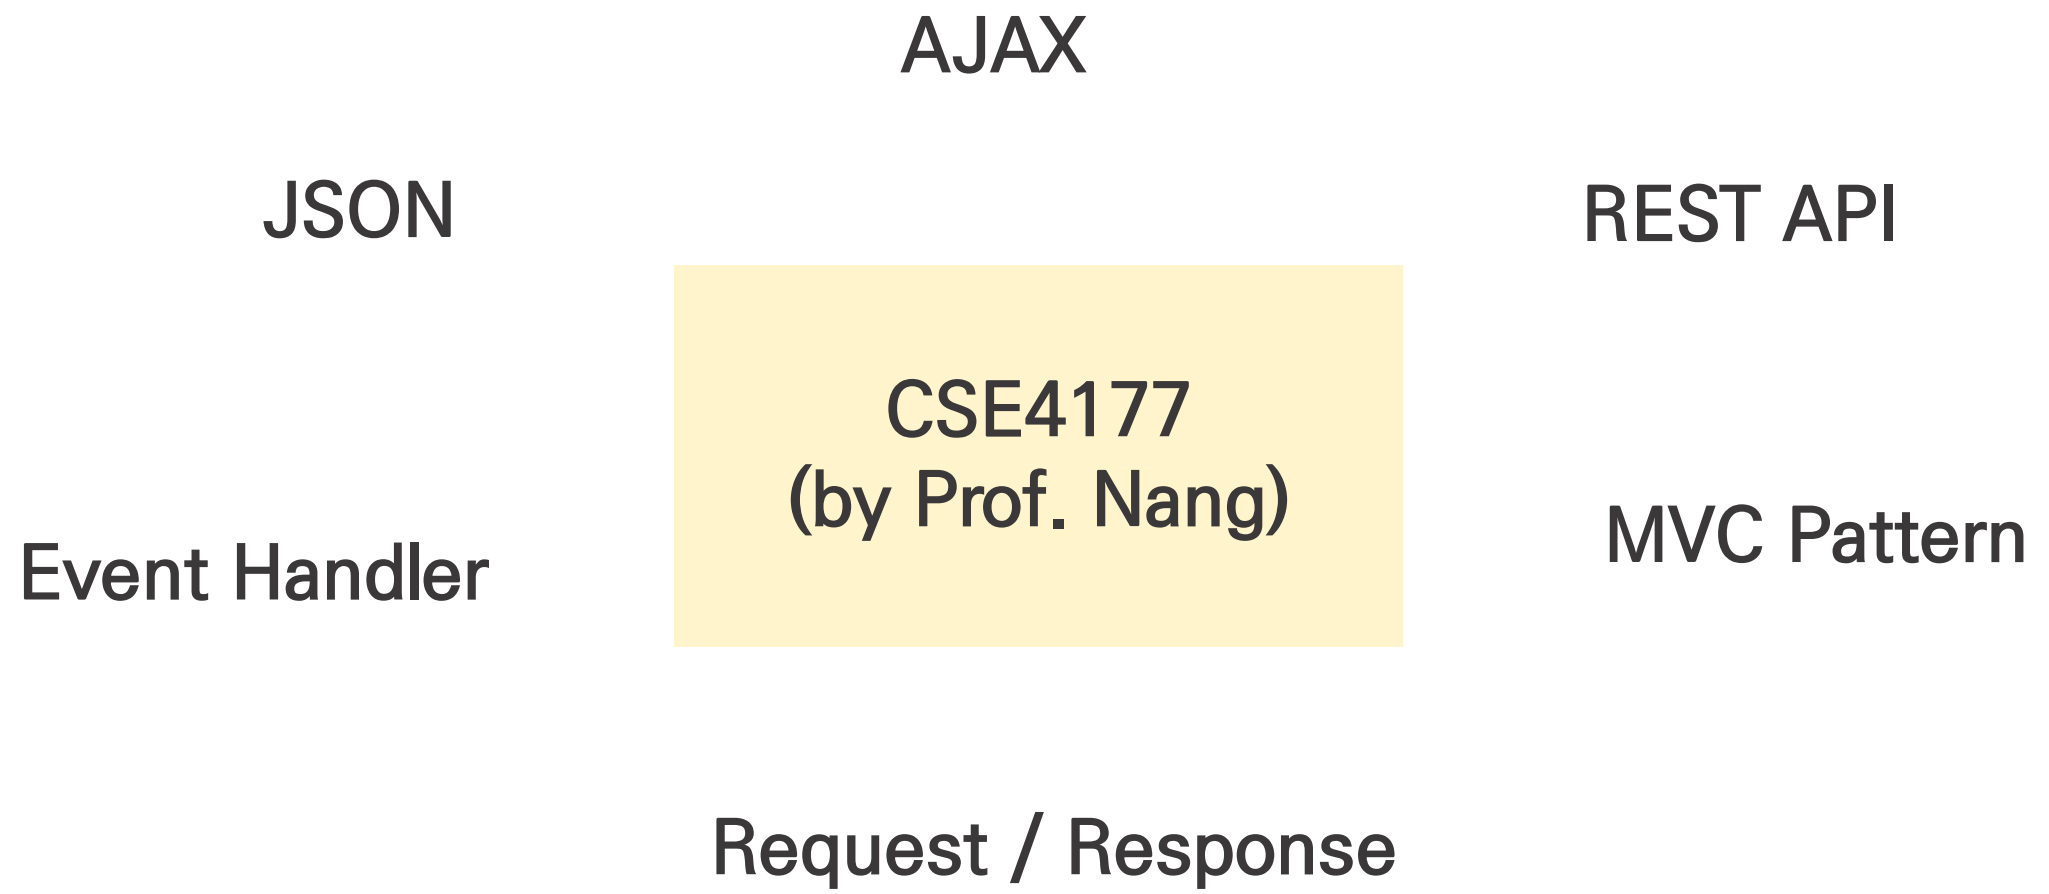 AJAX
JSON
REST API
CSE4177
(by Prof. Nang)
MVC Pattern
Event Handler
Request / Response